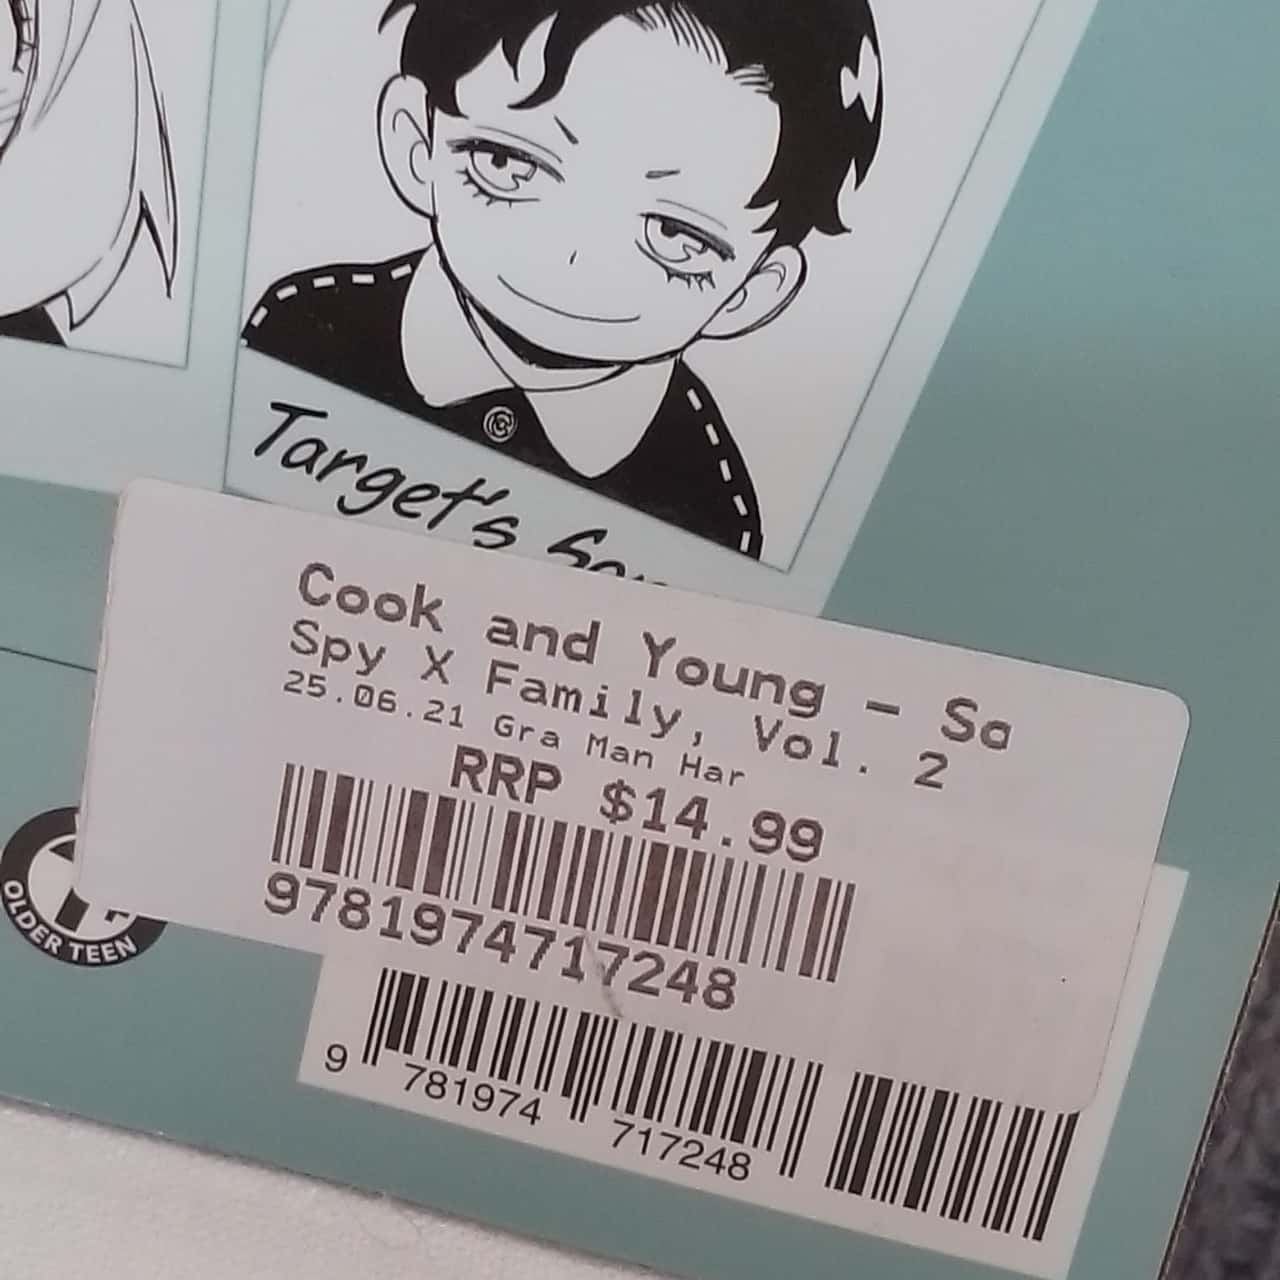 Target's
Cook and Young - Sa
Spy X Family, Vol. 2
25.06.21 Gra Man Har
RRP $14.99
9781974717248
OLDER TEEN
9 781974 717248